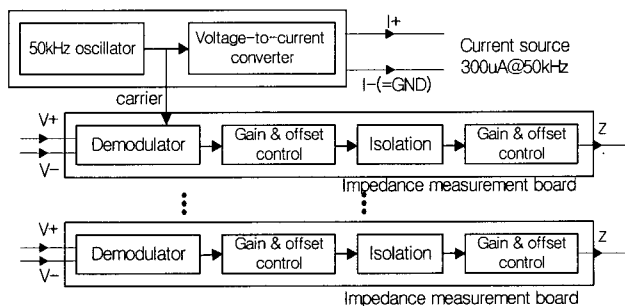 50kHz oscillator
Voltage-to-current
converter
I+
I-(=GND)
Current source
300uA@50kHz
carrier
V+
V-
Demodulator
Gain & offset
control
Isolation
Gain & offset
control
Z
Impedance measurement board
V+
V-
Demodulator
Gain & offset
control
Isolation
Gain & offset
control
Z
Impedance measurement board